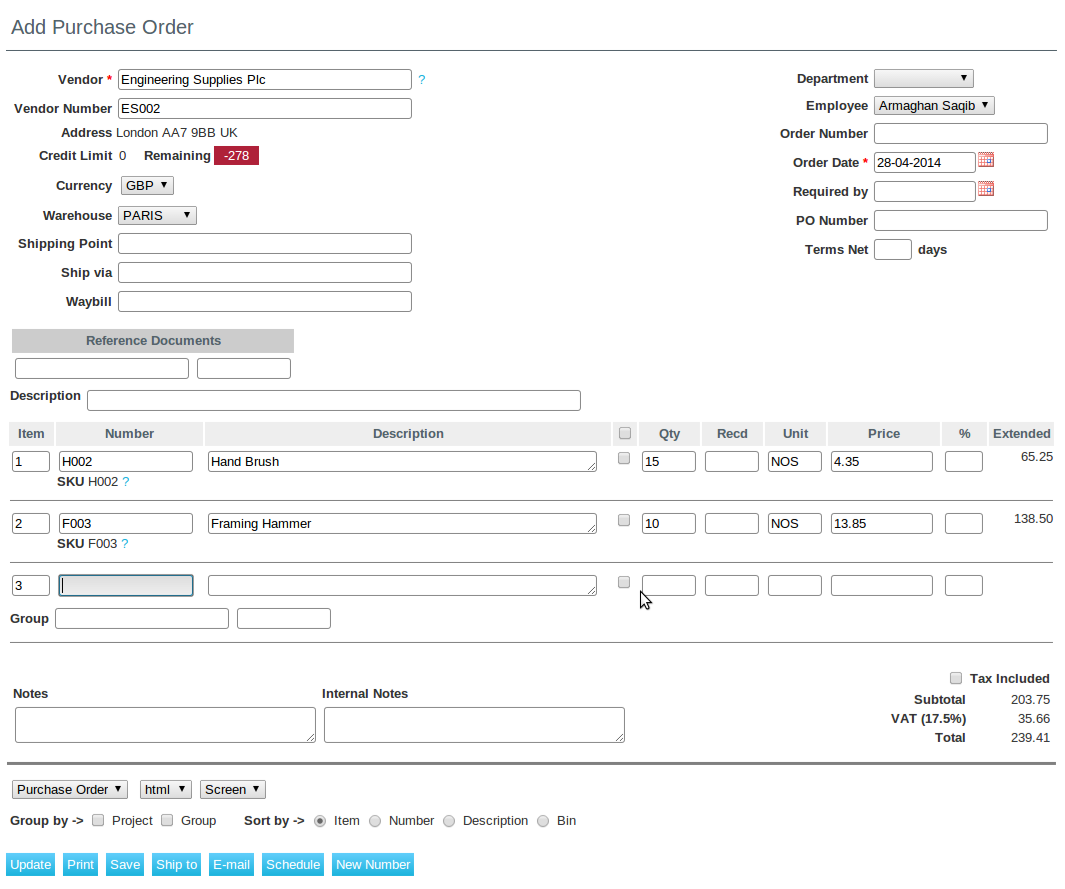 Add Purchase Order
Vendor * Engineering Supplies Plc ?
Vendor Number ES002
Address London AA7 9BB UK
Credit Limit 0 Remaining -278
Currency GBP
Warehouse PARIS
Shipping Point
Ship via
Waybill
Department
Employee Armaghan Saqib
Order Number
Order Date * 28-04-2014
Required by
PO Number
Terms Net days
Reference Documents
Description
Item Number Description Qty Recd Unit Price % Extended
1 H002 Hand Brush 15 NOS 4.35 65.25
SKU H002 ?
2 F003 Framing Hammer 10 NOS 13.85 138.50
SKU F003 ?
3
Group
Tax Included
Notes Internal Notes
Subtotal 203.75
VAT (17.5%) 35.66
Total 239.41
Purchase Order html Screen
Group by -> Project Group Sort by -> Item Number Description Bin
Update Print Save Ship to E-mail Schedule New Number